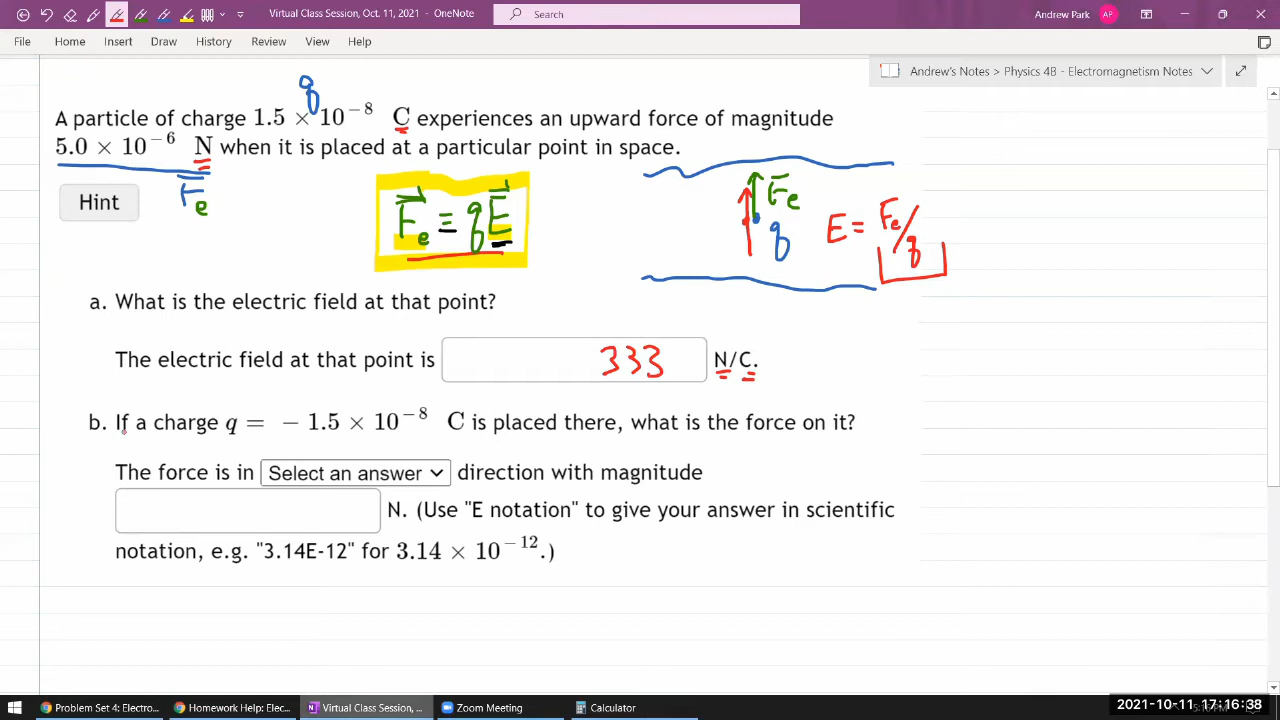 Virtual Class Session, Oct. 11, 2021 - OneNote
Search
Andrew Park AP
File Home Insert Draw History Review View Help
Andrew's Notes › Physics 4B - Electromagnetism Notes
q
A particle of charge 1.5 × 10⁻⁸ C experiences an upward force of magnitude
5.0 × 10⁻⁶ N when it is placed at a particular point in space.
Hint
Fe
F⃗e ≡ qE⃗
F⃗e
q
E = Fe/q
a. What is the electric field at that point?
The electric field at that point is 333 N/C.
b. If a charge q = − 1.5 × 10⁻⁸ C is placed there, what is the force on it?
The force is in Select an answer direction with magnitude
N. (Use "E notation" to give your answer in scientific
notation, e.g. "3.14E-12" for 3.14 × 10⁻¹².)
Problem Set 4: Electro... Homework Help: Elec... Virtual Class Session,... Zoom Meeting Calculator
2021-10-11 17:16:38